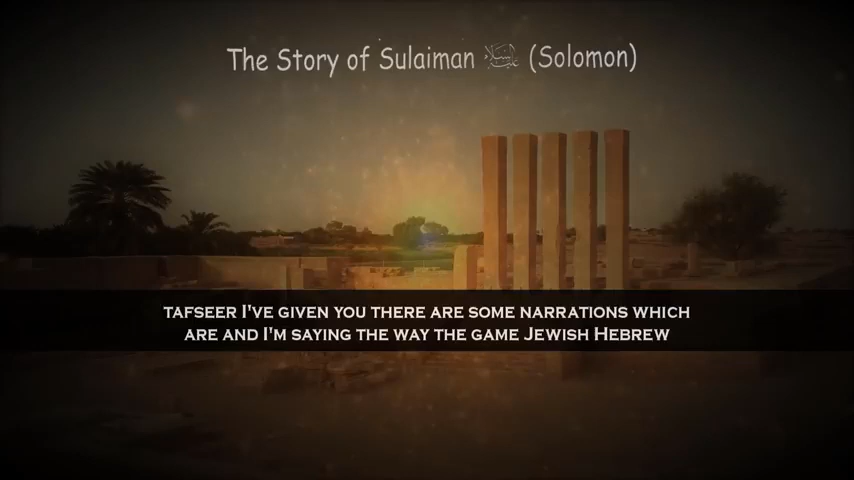 The Story of Sulaiman عليه السلام (Solomon)
TAFSEER I'VE GIVEN YOU THERE ARE SOME NARRATIONS WHICH
ARE AND I'M SAYING THE WAY THE GAME JEWISH HEBREW